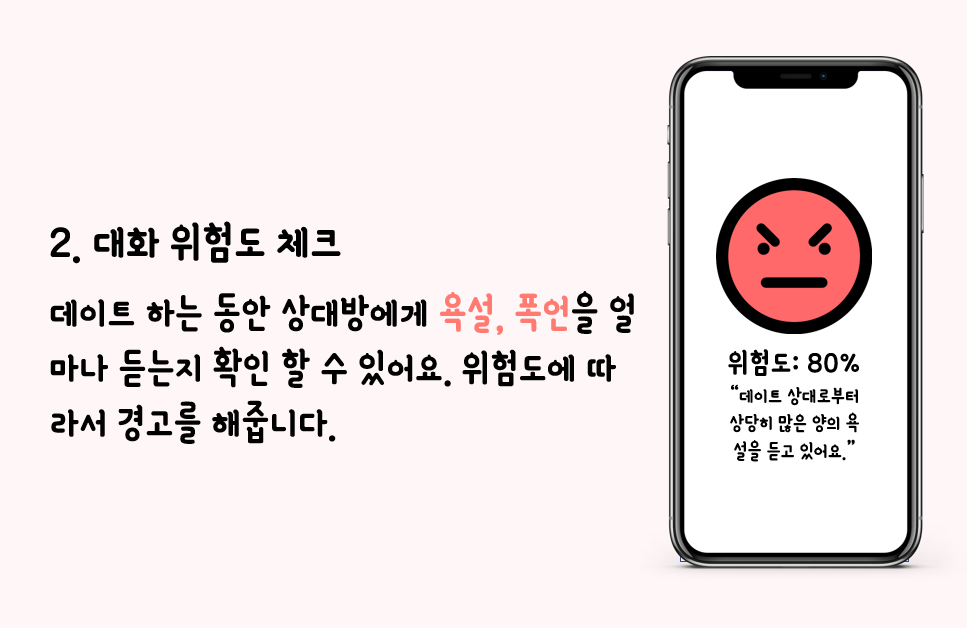 2. 대화 위험도 체크
데이트 하는 동안 상대방에게 욕설, 폭언을 얼
마나 듣는지 확인 할 수 있어요. 위험도에 따
라서 경고를 해줍니다.
위험도: 80%
“데이트 상대로부터
상당히 많은 양의 욕
설을 듣고 있어요.”